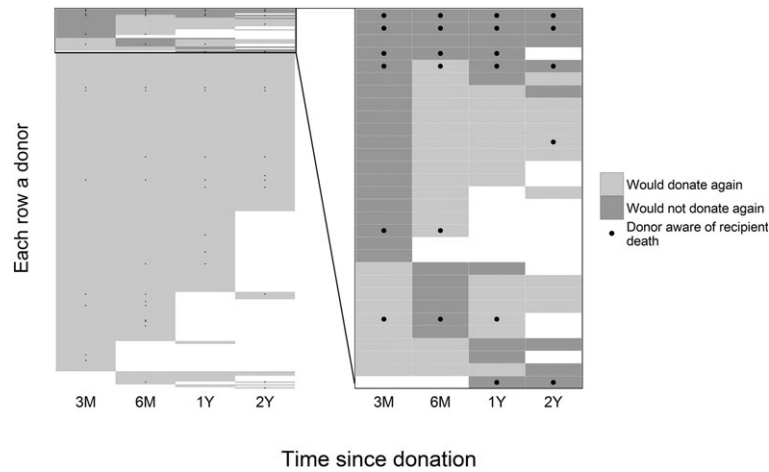 Each row a donor
3M 6M 1Y 2Y
3M 6M 1Y 2Y
Time since donation
Would donate again
Would not donate again
Donor aware of recipient
death